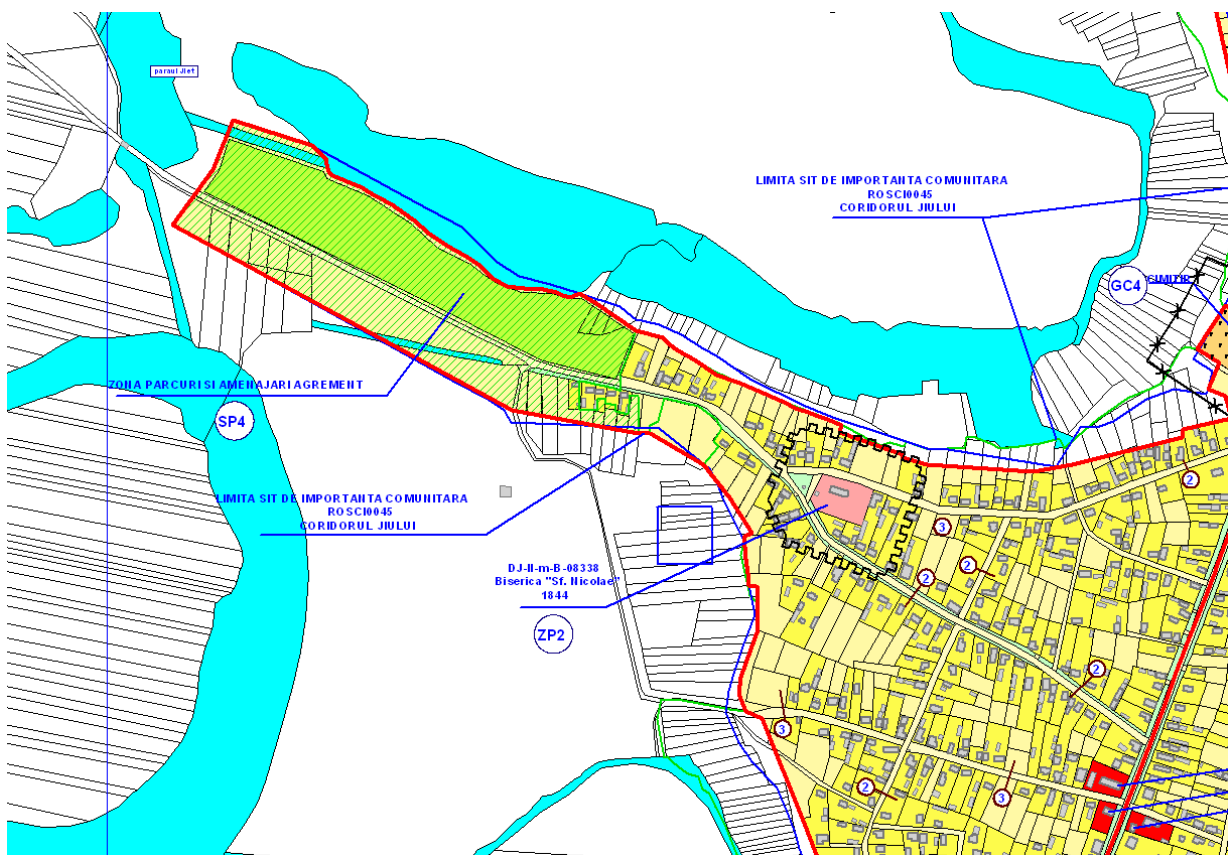 paraul Jiet
LIMITA SIT DE IMPORTANTA COMUNITARA
ROSCI0045
CORIDORUL JIULUI
GC4
CIMITIR
ZONA PARCURI SI AMENAJARI AGREMENT
SP4
LIMITA SIT DE IMPORTANTA COMUNITARA
ROSCI0045
CORIDORUL JIULUI
DJ-II-m-B-08338
Biserica "Sf. Nicolae"
1844
ZP2
2
3
2
2
2
3
3
2